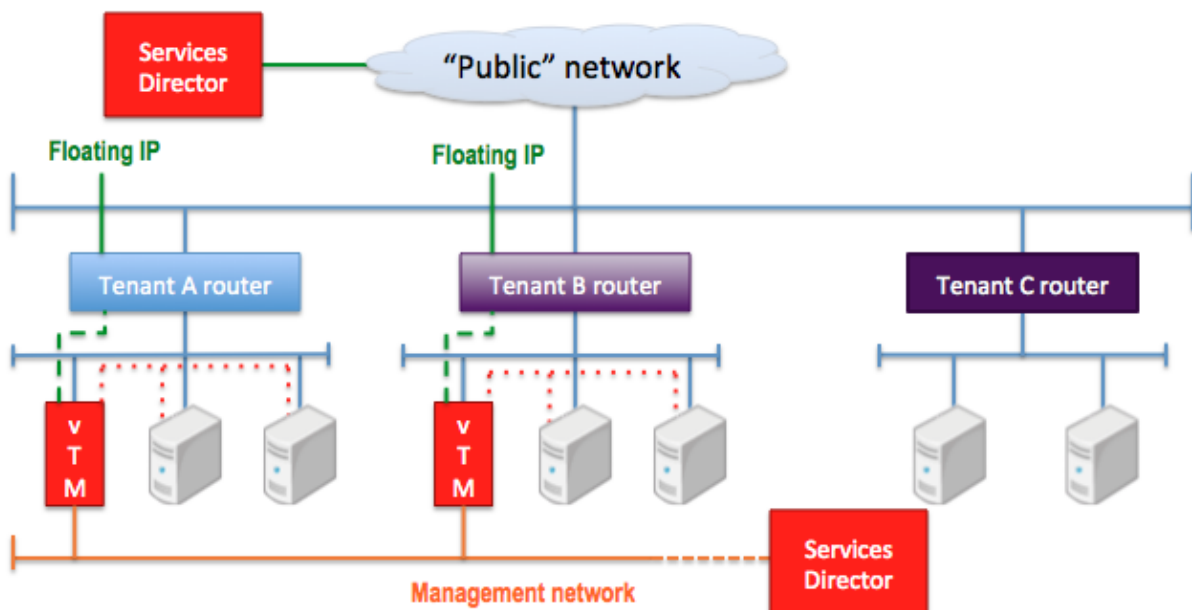 Services
Director
“Public” network
Floating IP
Floating IP
Tenant A router
Tenant B router
Tenant C router
v
T
M
v
T
M
Services
Director
Management network